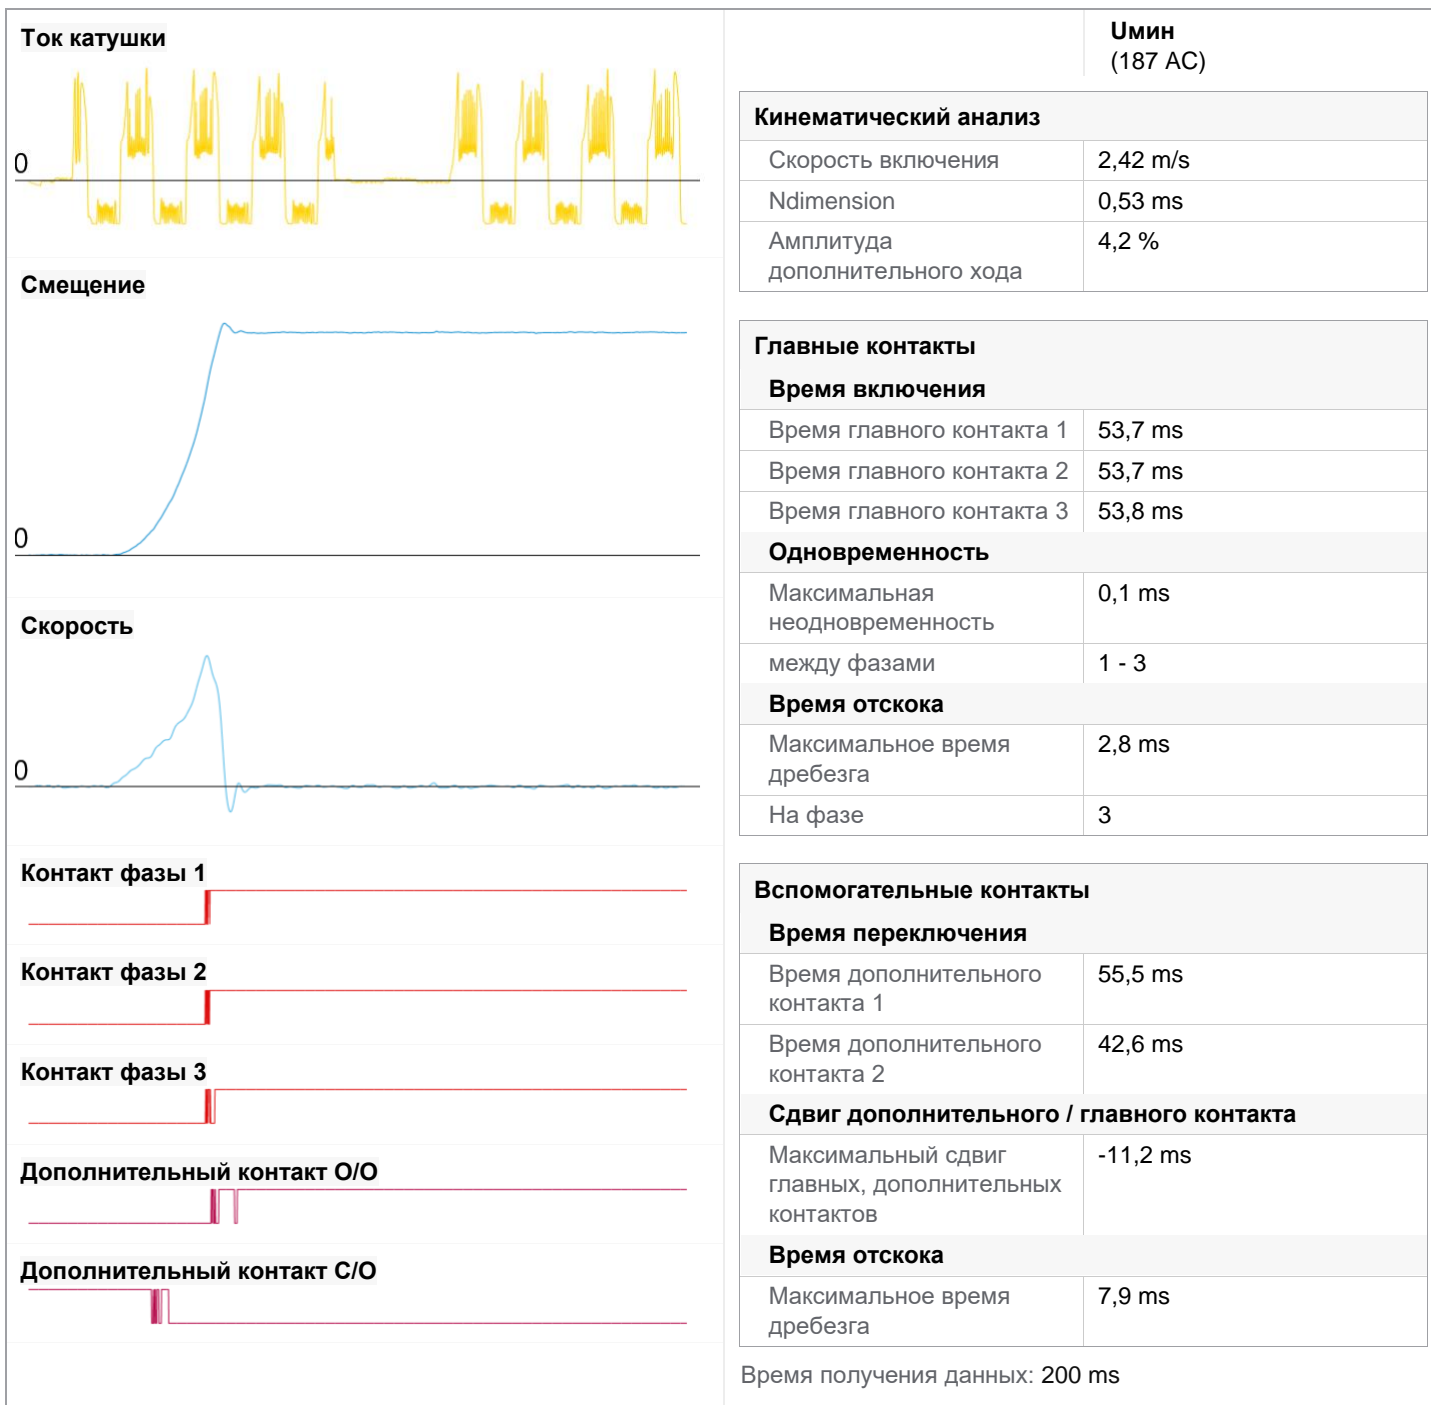 Ток катушки
0
Смещение
0
Скорость
0
Контакт фазы 1
Контакт фазы 2
Контакт фазы 3
Дополнительный контакт O/O
Дополнительный контакт C/O
Uмин
(187 AC)
Кинематический анализ
Скорость включения 2,42 m/s
Ndimension 0,53 ms
Амплитуда 4,2 %
дополнительного хода
Главные контакты
Время включения
Время главного контакта 1 53,7 ms
Время главного контакта 2 53,7 ms
Время главного контакта 3 53,8 ms
Одновременность
Максимальная 0,1 ms
неодновременность
между фазами 1 - 3
Время отскока
Максимальное время 2,8 ms
дребезга
На фазе 3
Вспомогательные контакты
Время переключения
Время дополнительного 55,5 ms
контакта 1
Время дополнительного 42,6 ms
контакта 2
Сдвиг дополнительного / главного контакта
Максимальный сдвиг -11,2 ms
главных, дополнительных
контактов
Время отскока
Максимальное время 7,9 ms
дребезга
Время получения данных: 200 ms